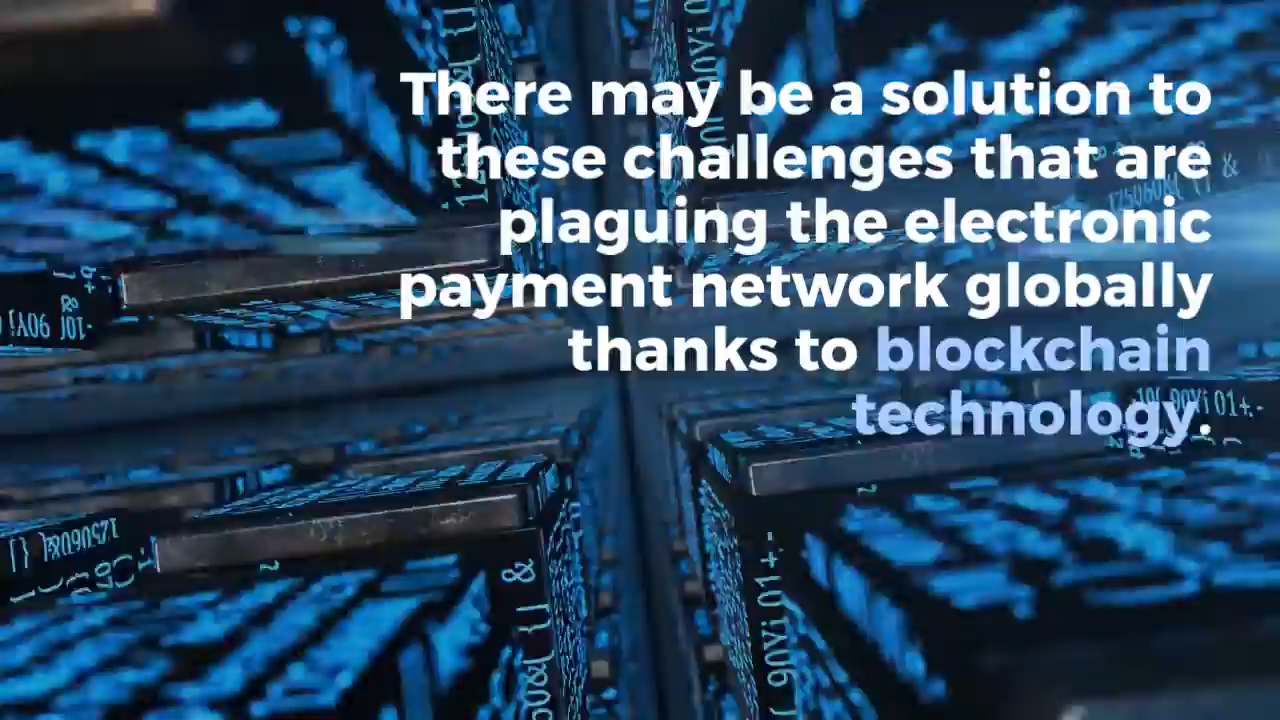 There may be a solution to
these challenges that are
plaguing the electronic
payment network globally
thanks to blockchain
technology.